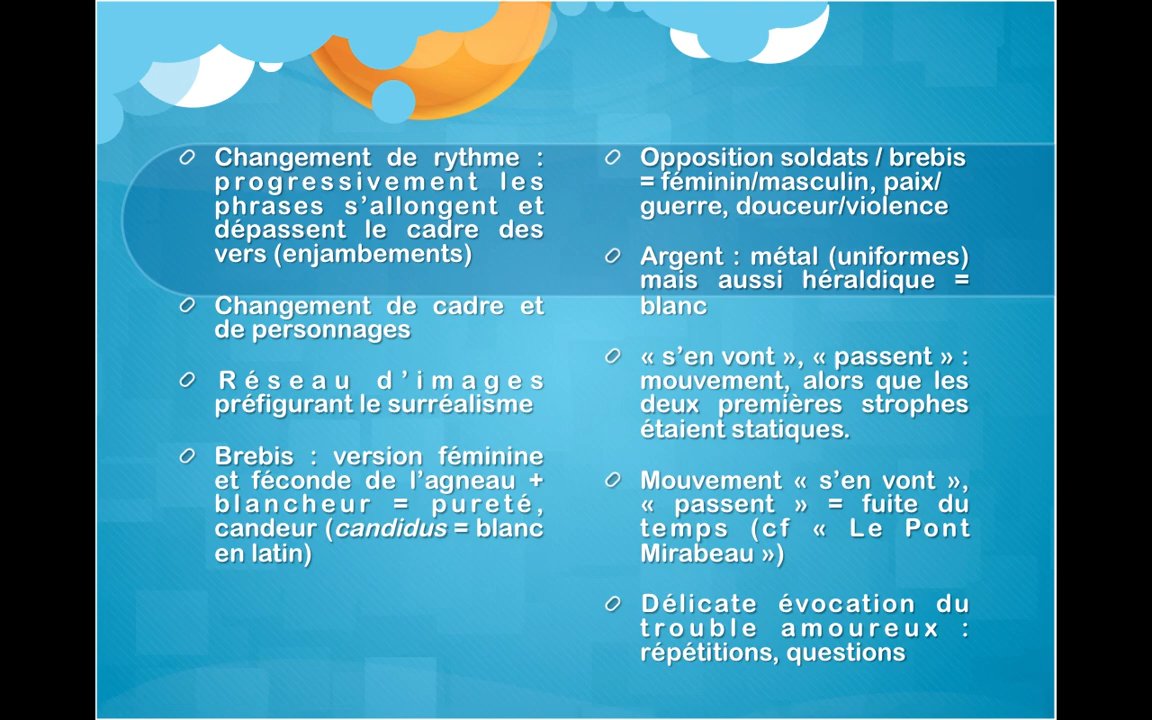 Changement de rythme :
progressivement les
phrases s’allongent et
dépassent le cadre des
vers (enjambements)
Changement de cadre et
de personnages
Réseau d’images
préfigurant le surréalisme
Brebis : version féminine
et féconde de l’agneau +
blancheur = pureté,
candeur (candidus = blanc
en latin)
Opposition soldats / brebis
= féminin/masculin, paix/
guerre, douceur/violence
Argent : métal (uniformes)
mais aussi héraldique =
blanc
« s’en vont », « passent » :
mouvement, alors que les
deux premières strophes
étaient statiques.
Mouvement « s’en vont »,
« passent » = fuite du
temps (cf « Le Pont
Mirabeau »)
Délicate évocation du
trouble amoureux :
répétitions, questions